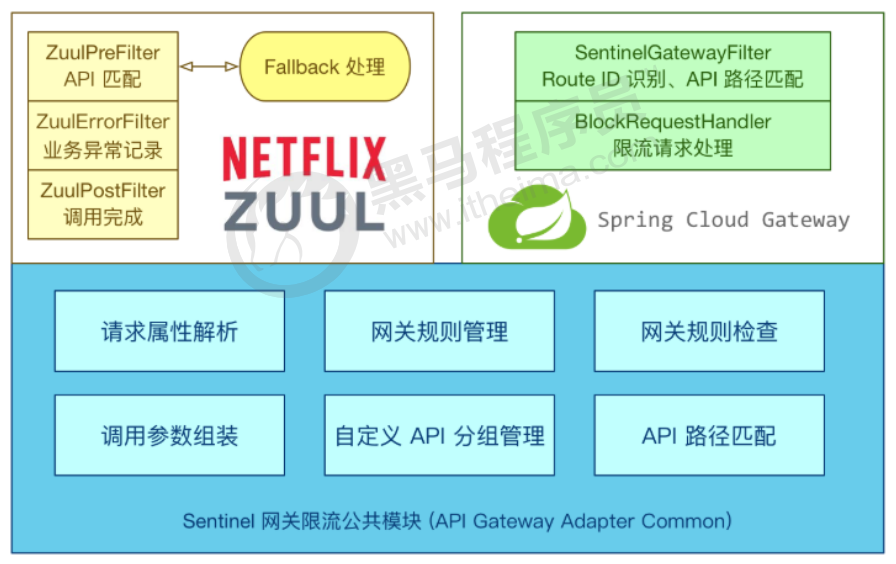 ZuulPreFilter
API 匹配
Fallback 处理
ZuulErrorFilter
业务异常记录
ZuulPostFilter
调用完成
NETFLIX
ZUUL
SentinelGatewayFilter
Route ID 识别、API 路径匹配
BlockRequestHandler
限流请求处理
Spring Cloud Gateway
黑马程序员
www.itheima.com
请求属性解析
网关规则管理
网关规则检查
调用参数组装
自定义 API 分组管理
API 路径匹配
Sentinel 网关限流公共模块 (API Gateway Adapter Common)